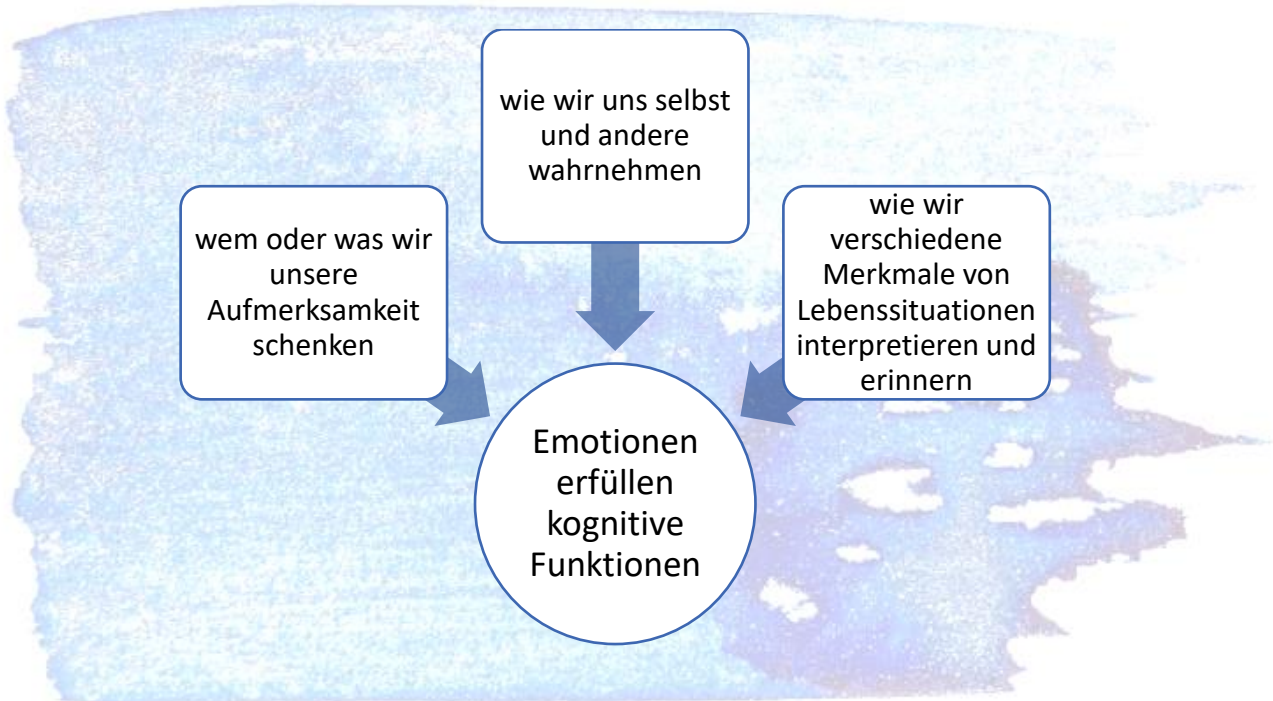 wie wir uns selbst
und andere
wahrnehmen
wem oder was wir
unsere
Aufmerksamkeit
schenken
wie wir
verschiedene
Merkmale von
Lebenssituationen
interpretieren und
erinnern
Emotionen
erfüllen
kognitive
Funktionen